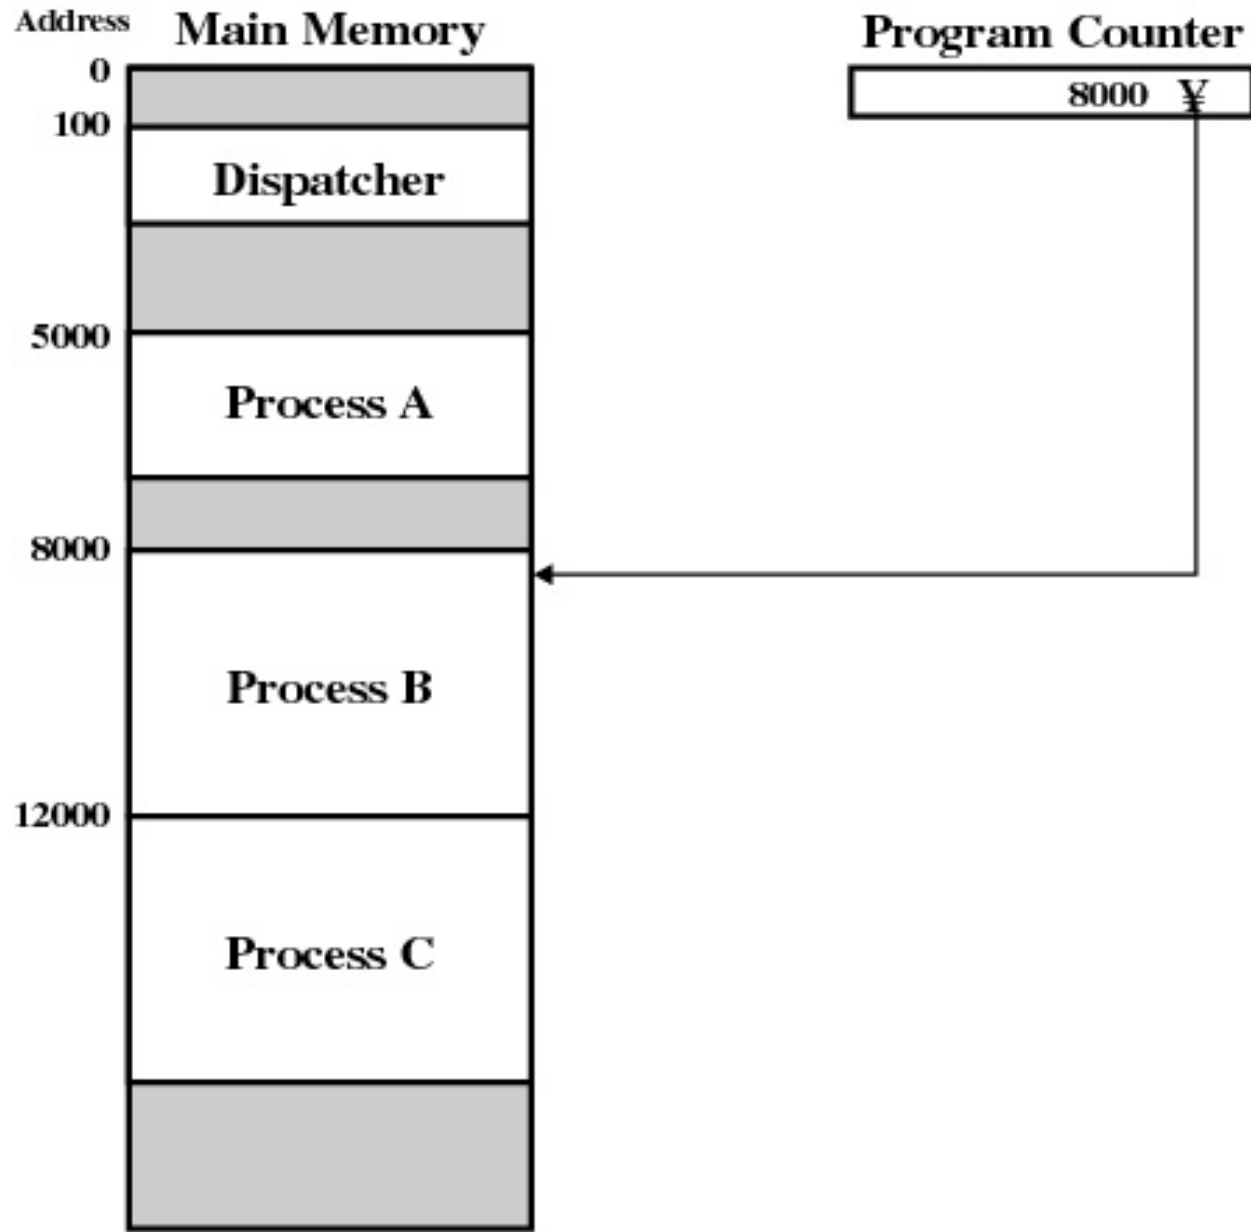 Address
Main Memory
Program Counter
0
8000 ¥
100
Dispatcher
5000
Process A
8000
Process B
12000
Process C